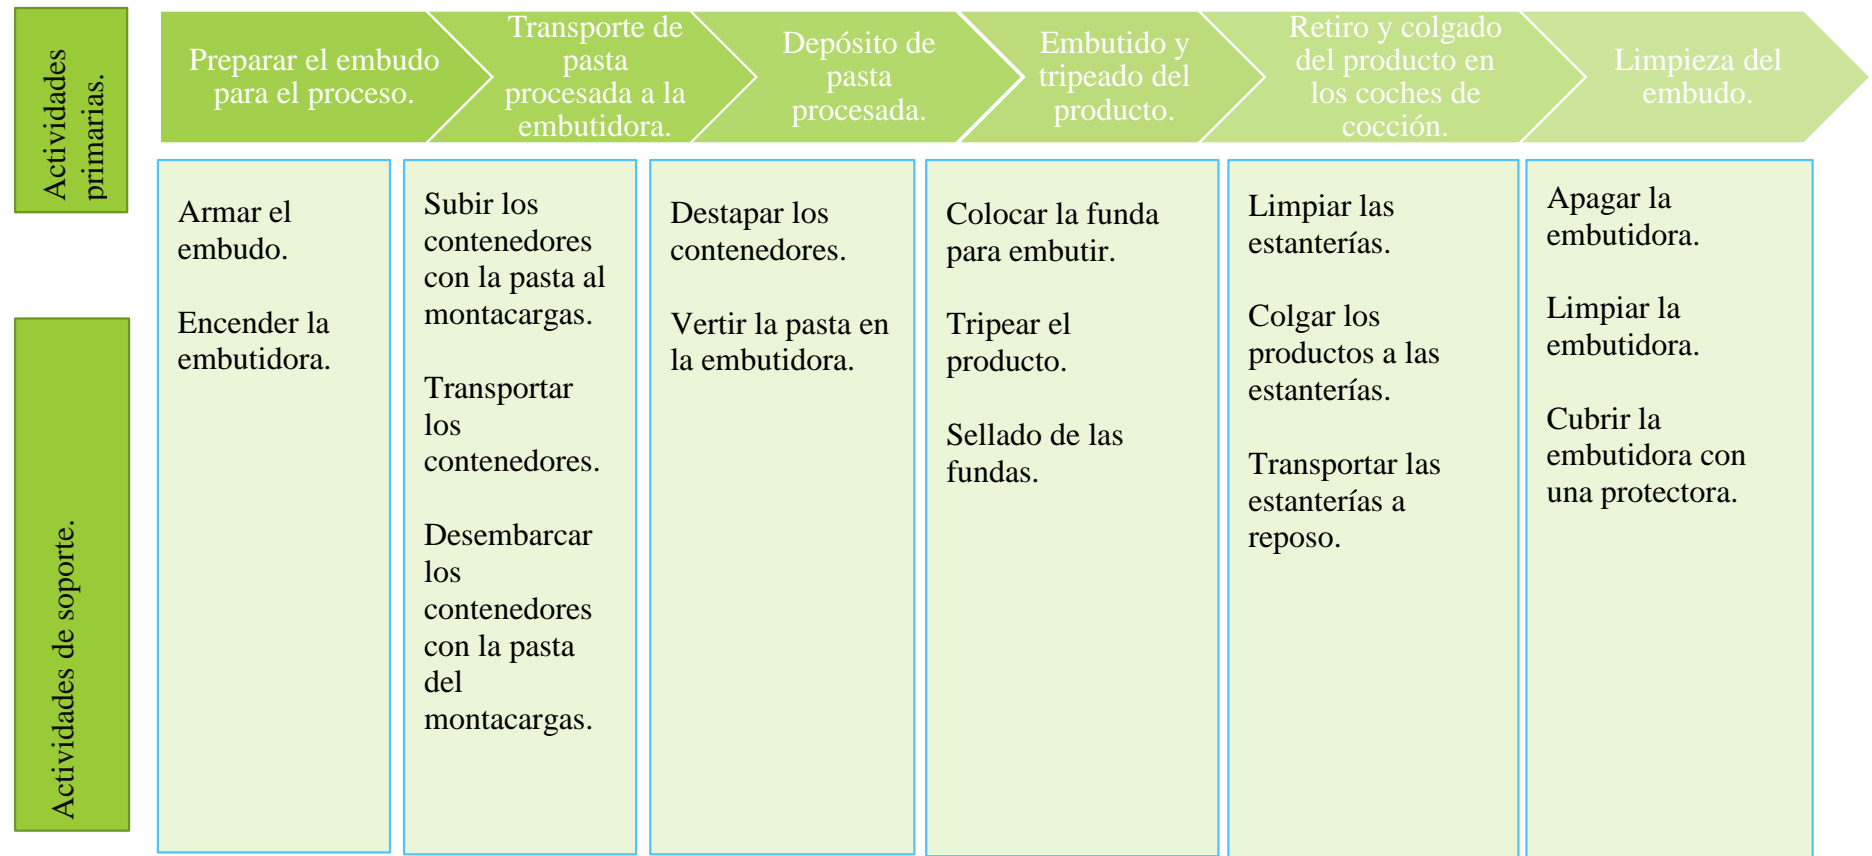 Actividades
primarias.
Preparar el embudo
para el proceso.
Transporte de
pasta
procesada a la
embutidora.
Depósito de
pasta
procesada.
Embutido y
tripeado del
producto.
Retiro y colgado
del producto en
los coches de
cocción.
Limpieza del
embudo.
Actividades de soporte.
Armar el
embudo.
Encender la
embutidora.
Subir los
contenedores
con la pasta al
montacargas.
Transportar
los
contenedores.
Desembarcar
los
contenedores
con la pasta
del
montacargas.
Destapar los
contenedores.
Vertir la pasta en
la embutidora.
Colocar la funda
para embutir.
Tripear el
producto.
Sellado de las
fundas.
Limpiar las
estanterías.
Colgar los
productos a las
estanterías.
Transportar las
estanterías a
reposo.
Apagar la
embutidora.
Limpiar la
embutidora.
Cubrir la
embutidora con
una protectora.